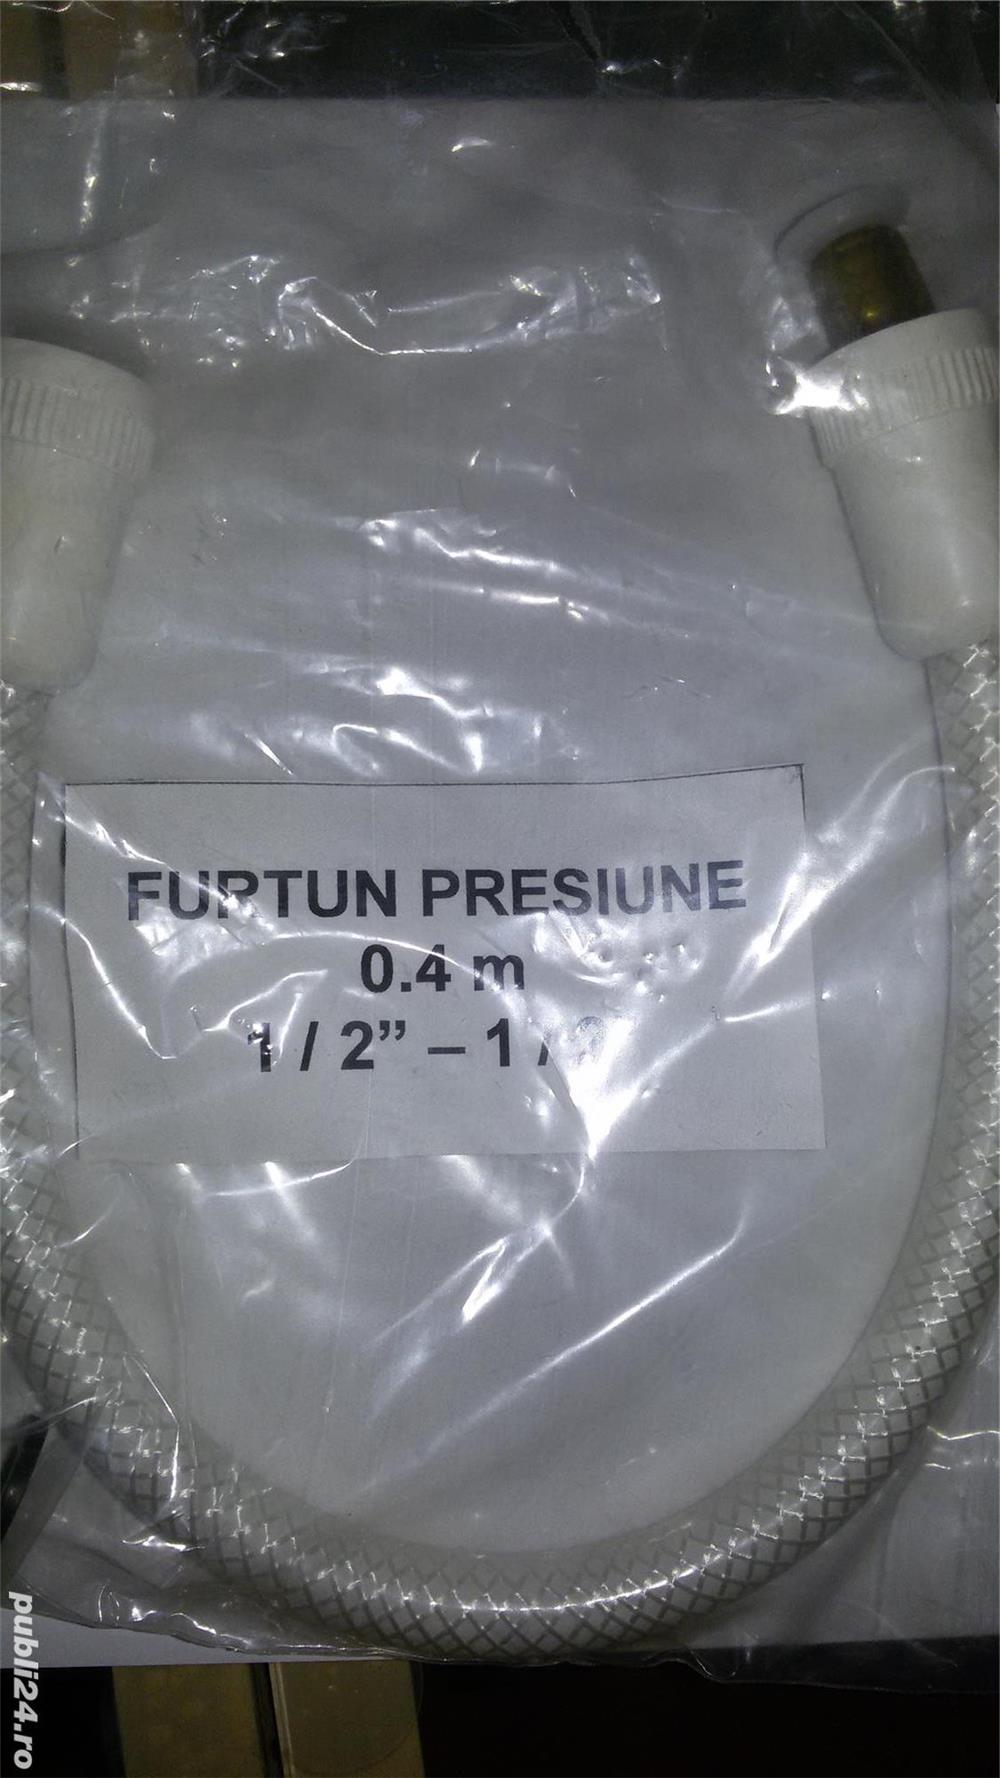 FURTUN PRESIUNE
0.4 m
1 / 2” – 1 /
publi24.ro